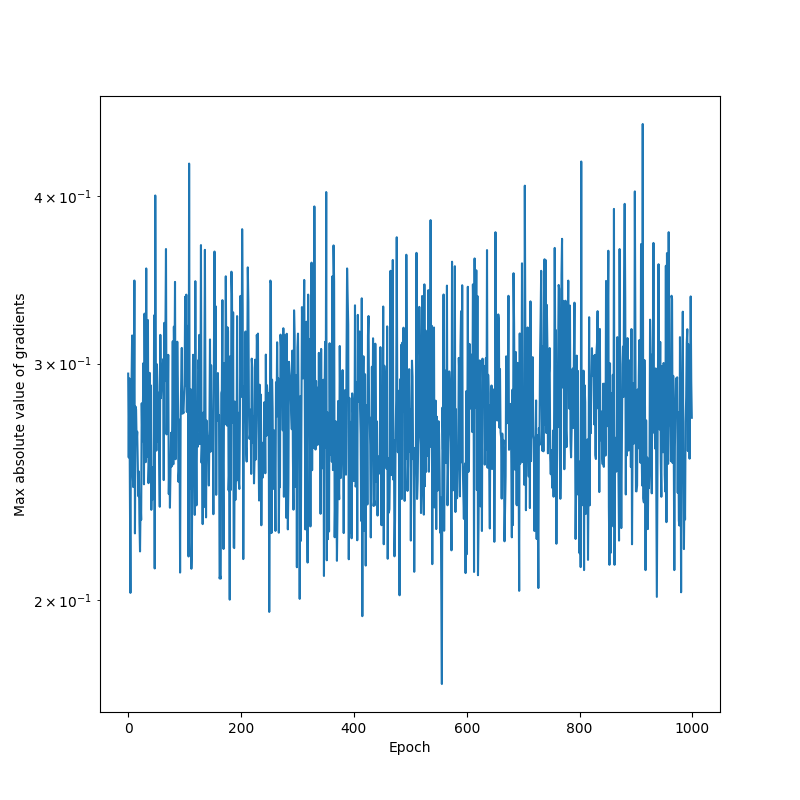 Max absolute value of gradients
4 × 10⁻¹
3 × 10⁻¹
2 × 10⁻¹
0 200 400 600 800 1000
Epoch